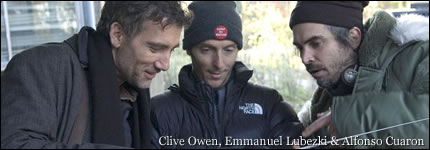 THE
NORTH
FACE
Clive Owen, Emmanuel Lubezki & Alfonso Cuaron